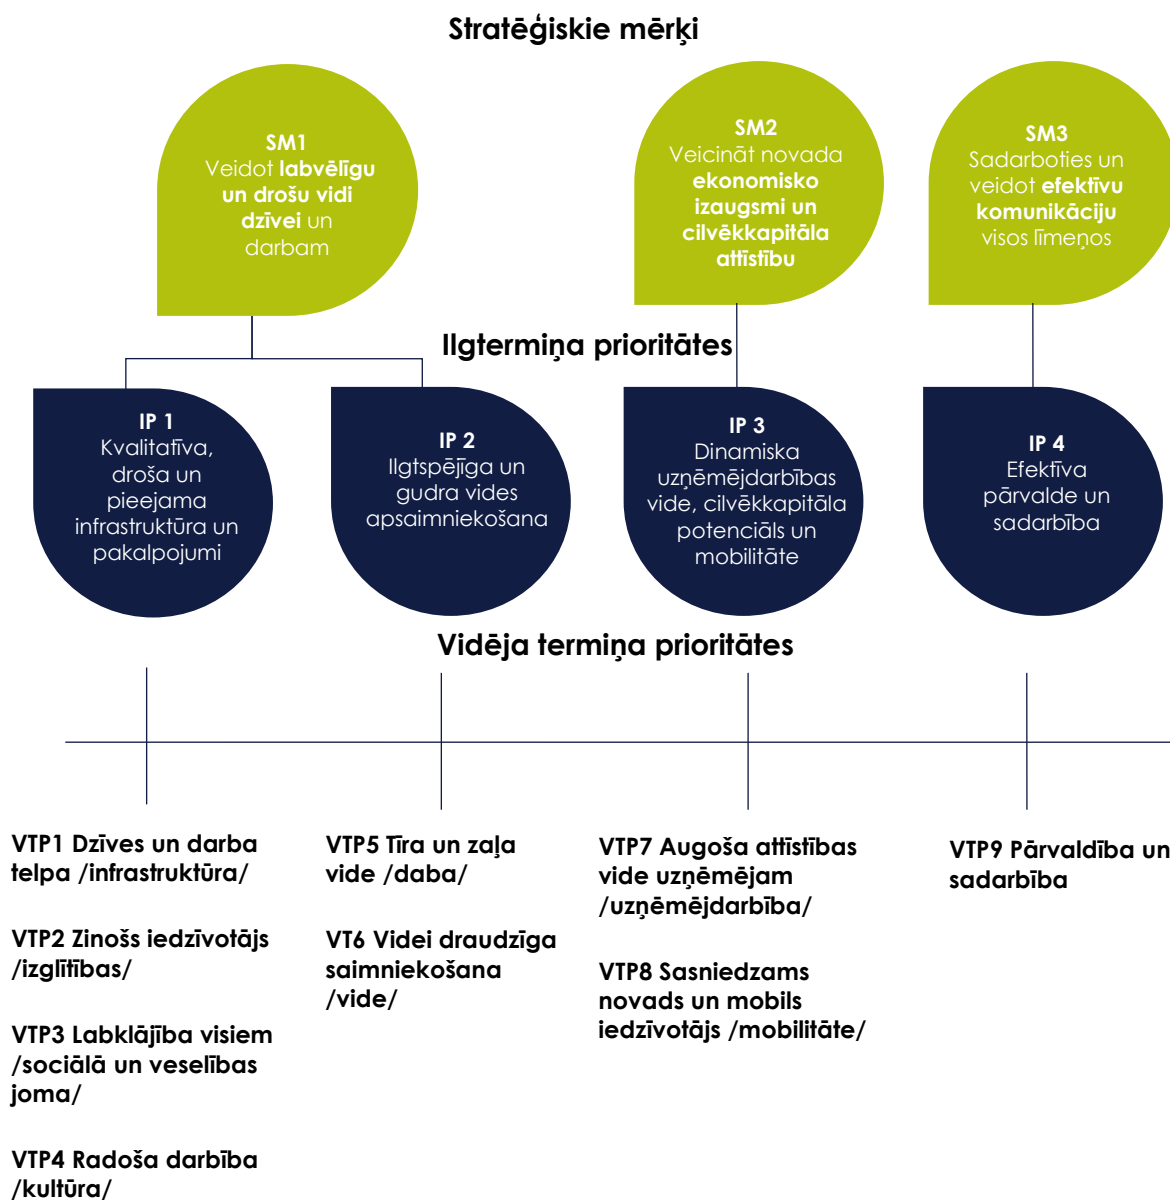 Stratēģiskie mērķi
SM1
Veidot labvēlīgu
un drošu vidi
dzīvei un
darbam
SM2
Veicināt novada
ekonomisko
izaugsmi un
cilvēkkapitāla
attīstību
SM3
Sadarboties un
veidot efektīvu
komunikāciju
visos līmeņos
Ilgtermiņa prioritātes
IP 1
Kvalitatīva,
droša un
pieejama
infrastruktūra un
pakalpojumi
IP 2
Ilgtspējīga un
gudra vides
apsaimniekošana
IP 3
Dinamiska
uzņēmējdarbības
vide, cilvēkkapitāla
potenciāls un
mobilitāte
IP 4
Efektīva
pārvalde un
sadarbība
Vidēja termiņa prioritātes
VTP1 Dzīves un darba
telpa /infrastruktūra/
VTP2 Zinošs iedzīvotājs
/izglītības/
VTP3 Labklājība visiem
/sociālā un veselības
joma/
VTP4 Radoša darbība
/kultūra/
VTP5 Tīra un zaļa
vide /daba/
VT6 Videi draudzīga
saimniekošana
/vide/
VTP7 Augoša attīstības
vide uzņēmējam
/uzņēmējdarbība/
VTP8 Sasniedzams
novads un mobils
iedzīvotājs /mobilitāte/
VTP9 Pārvaldība un
sadarbība